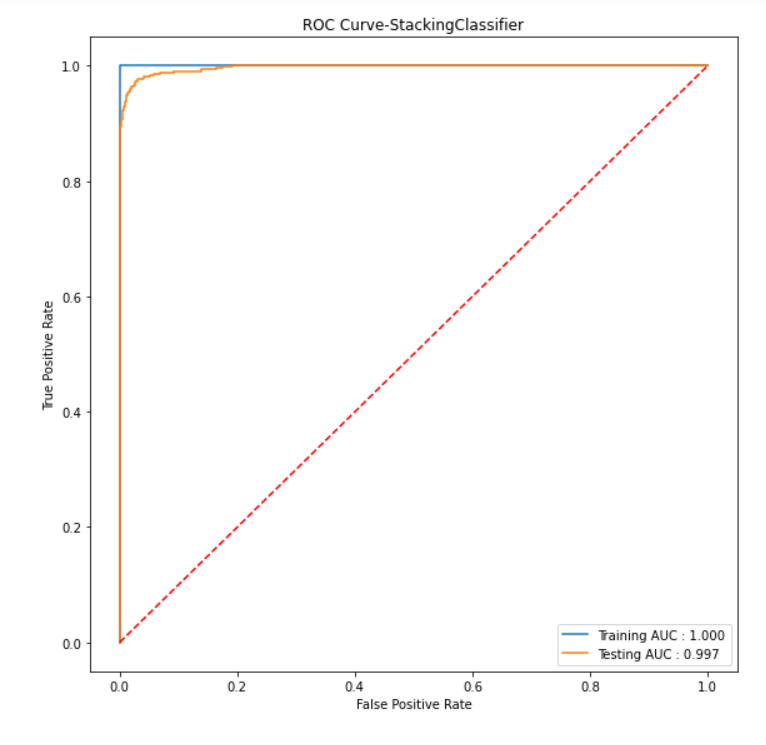 ROC Curve-StackingClassifier
1.0
0.8
0.6
0.4
0.2
0.0
True Positive Rate
Training AUC : 1.000
Testing AUC : 0.997
0.0 0.2 0.4 0.6 0.8 1.0
False Positive Rate